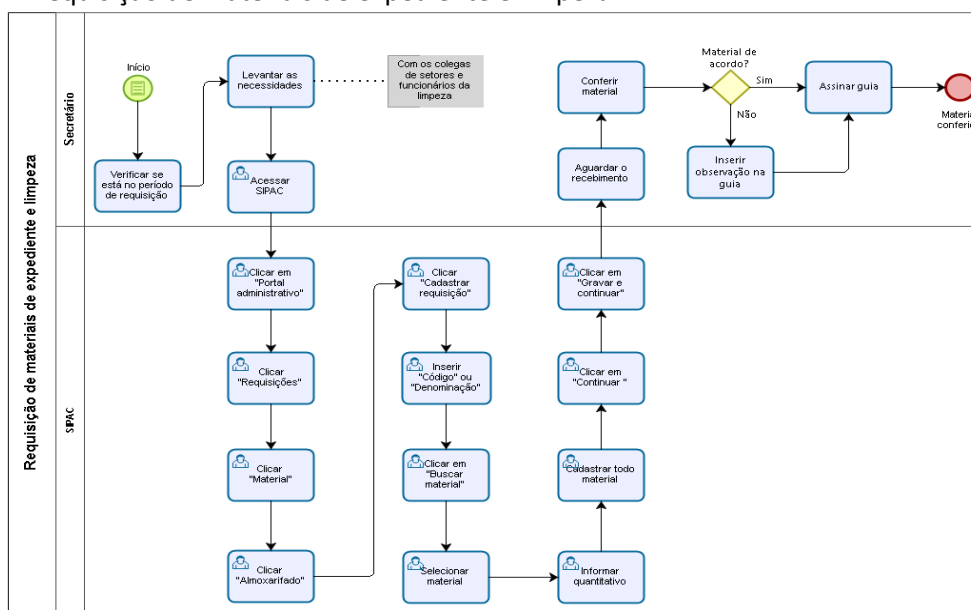 Requisição de materiais de expediente e limpeza
Secretário
Início
Verificar se
está no período
de requisição
Levantar as
necessidades
Com os colegas
de setores e
funcionários da
limpeza
Acessar
SIPAC
Aguardar o
recebimento
Conferir
material
Material de
acordo?
Sim
Não
Inserir
observação na
guia
Assinar guia
SIPAC
Clicar em
"Portal
administrativo"
Clicar
"Requisições"
Clicar
"Material"
Clicar
"Almoxarifado"
Clicar
"Cadastrar
requisição"
Inserir
"Código" ou
"Denominação"
Clicar em
"Buscar
material"
Selecionar
material
Informar
quantitativo
Cadastrar todo
material
Clicar em
"Continuar "
Clicar em
"Gravar e
continuar"